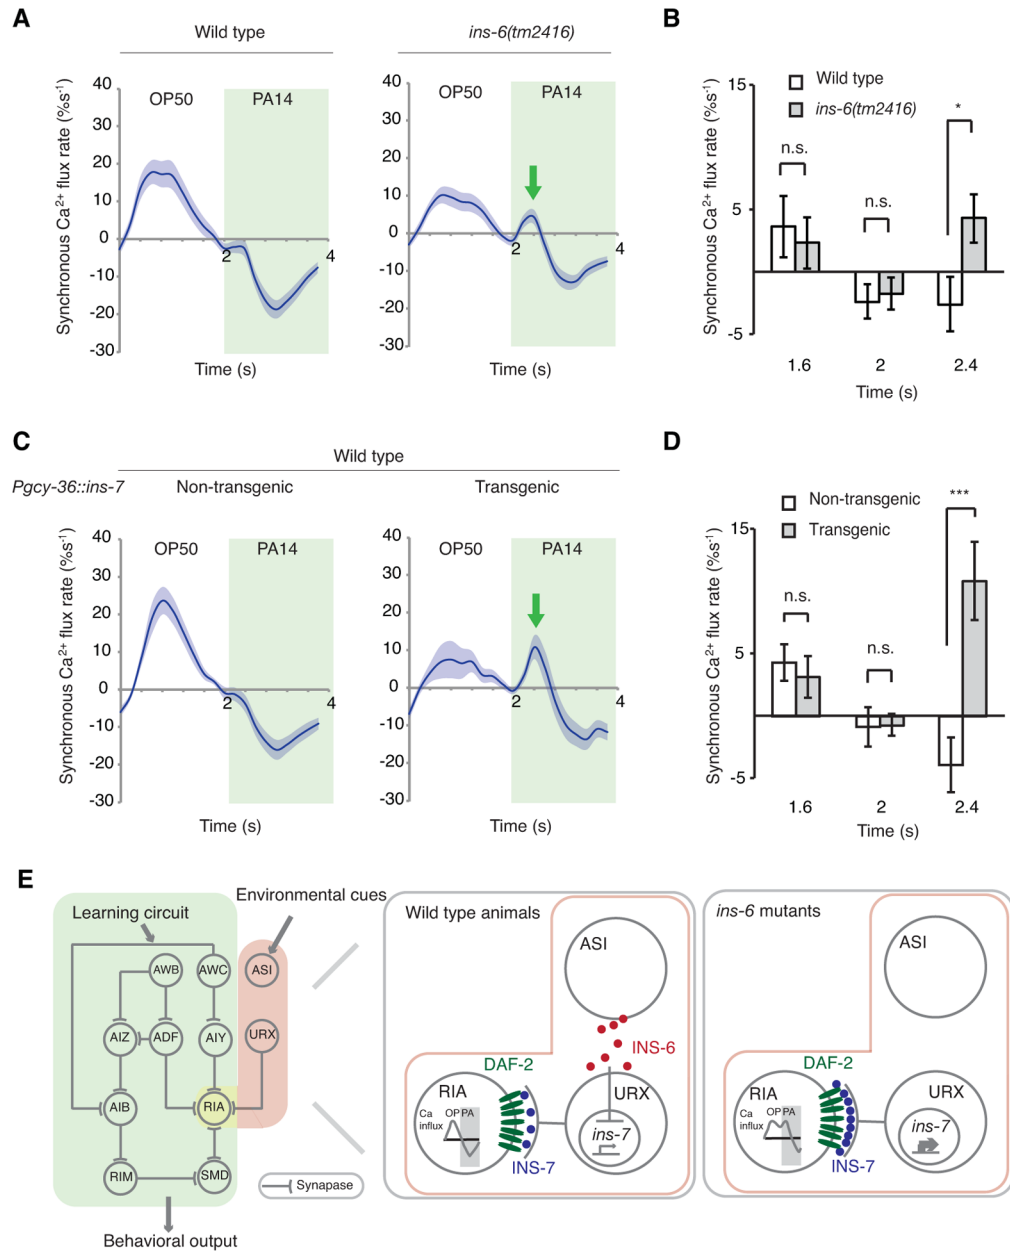 A
Wild type
ins-6(tm2416)
Synchronous Ca²⁺ flux rate (%s⁻¹)
40
30
20
10
0
-10
-20
-30
OP50
PA14
2
4
Time (s)
40
30
20
10
0
-10
-20
-30
OP50
PA14
2
4
Time (s)
B
Wild type
ins-6(tm2416)
Synchronous Ca²⁺ flux rate (%s⁻¹)
15
5
-5
n.s.
n.s.
*
1.6
2
2.4
Time (s)
C
Wild type
Pgcy-36::ins-7
Non-transgenic
Transgenic
Synchronous Ca²⁺ flux rate (%s⁻¹)
40
30
20
10
0
-10
-20
-30
OP50
PA14
2
4
Time (s)
40
30
20
10
0
-10
-20
-30
OP50
PA14
2
4
Time (s)
D
Non-transgenic
Transgenic
Synchronous Ca²⁺ flux rate (%s⁻¹)
15
5
-5
n.s.
n.s.
***
1.6
2
2.4
Time (s)
E
Environmental cues
Learning circuit
AWB
AWC
ASI
AIZ
ADF
AIY
URX
AIB
RIA
RIM
SMD
Synapase
Behavioral output
Wild type animals
ASI
INS-6
DAF-2
RIA
URX
Ca
influx
OP
PA
ins-7
INS-7
ins-6 mutants
ASI
DAF-2
RIA
URX
Ca
influx
OP
PA
ins-7
INS-7